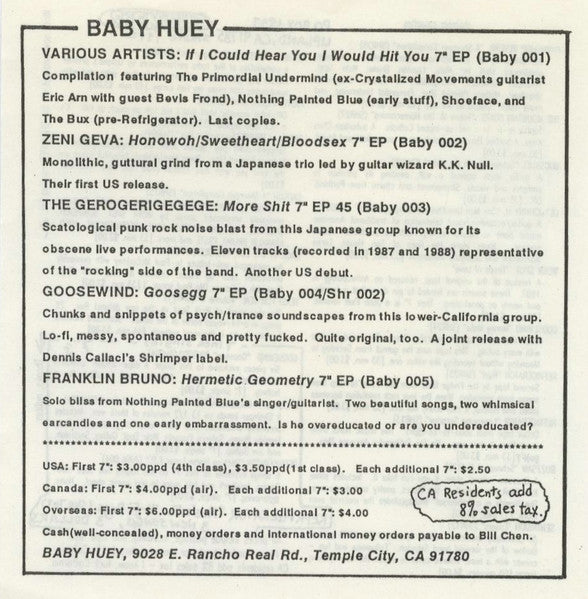 BABY HUEY
VARIOUS ARTISTS: If I Could Hear You I Would Hit You 7" EP (Baby 001)
Compilation featuring The Primordial Undermind (ex-Crystalized Movements guitarist
Eric Arn with guest Bevis Frond), Nothing Painted Blue (early stuff), Shoeface, and
The Bux (pre-Refrigerator). Last copies.
ZENI GEVA: Honowoh/Sweetheart/Bloodsex 7" EP (Baby 002)
Monolithic, guttural grind from a Japanese trio led by guitar wizard K.K. Null.
Their first US release.
THE GEROGERIGEGEGE: More Shit 7" EP 45 (Baby 003)
Scatological punk rock noise blast from this Japanese group known for its
obscene live performances. Eleven tracks (recorded in 1987 and 1988) representative
of the "rocking" side of the band. Another US debut.
GOOSEWIND: Goosegg 7" EP (Baby 004/Shr 002)
Chunks and snippets of psych/trance soundscapes from this lower-California group.
Lo-fi, messy, spontaneous and pretty fucked. Quite original, too. A joint release with
Dennis Callaci's Shrimper label.
FRANKLIN BRUNO: Hermetic Geometry 7" EP (Baby 005)
Solo bliss from Nothing Painted Blue's singer/guitarist. Two beautiful songs, two whimsical
earcandies and one early embarrassment. Is he overeducated or are you undereducated?
USA: First 7": $3.00ppd (4th class), $3.50ppd(1st class). Each additional 7": $2.50
Canada: First 7": $4.00ppd (air). Each additional 7": $3.00
Overseas: First 7": $6.00ppd (air). Each additional 7": $4.00
CA Residents add
8% sales tax.
Cash(well-concealed), money orders and international money orders payable to Bill Chen.
BABY HUEY, 9028 E. Rancho Real Rd., Temple City, CA 91780